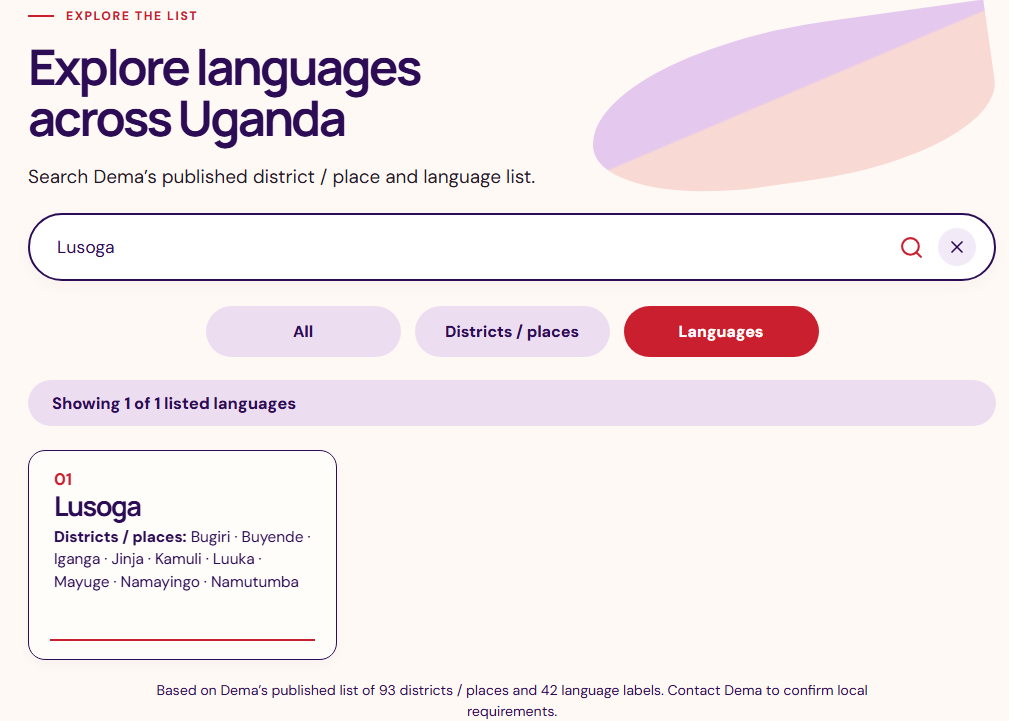 EXPLORE THE LIST
Explore languages
across Uganda
Search Dema’s published district / place and language list.
Lusoga
All
Districts / places
Languages
Showing 1 of 1 listed languages
01
Lusoga
Districts / places: Bugiri · Buyende ·
Iganga · Jinja · Kamuli · Luuka ·
Mayuge · Namayingo · Namutumba
Based on Dema’s published list of 93 districts / places and 42 language labels. Contact Dema to confirm local
requirements.